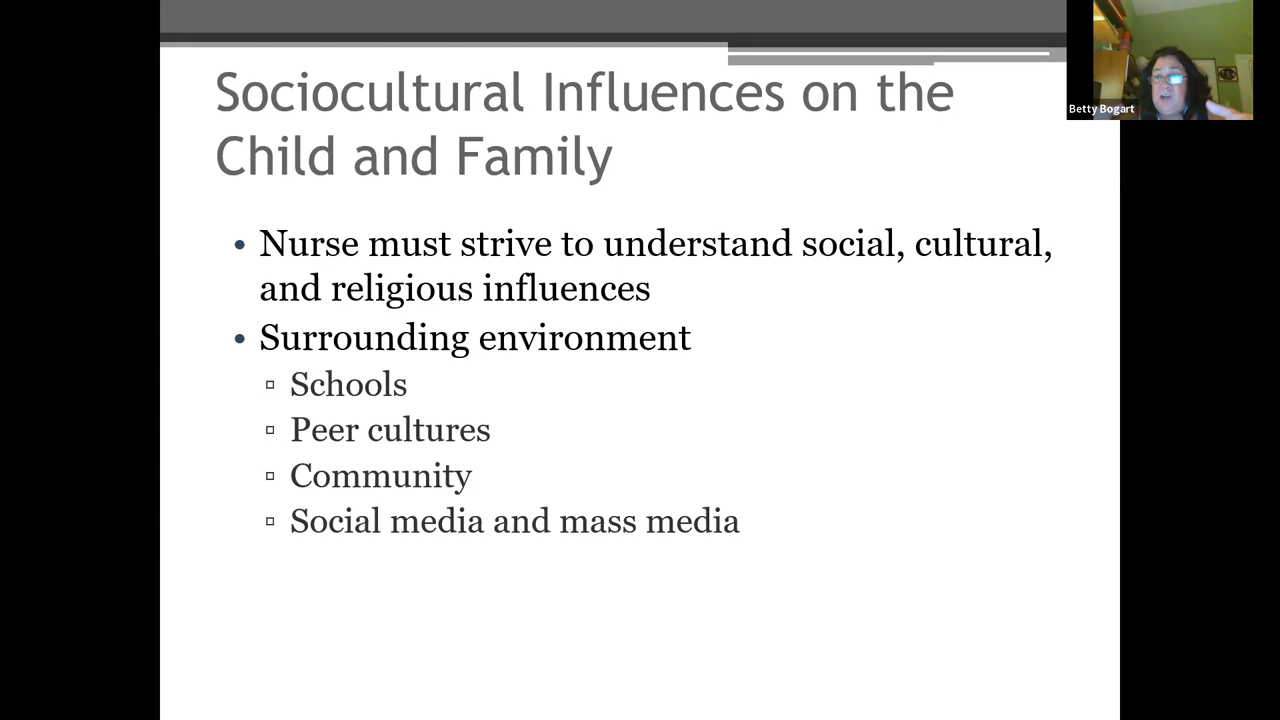 Sociocultural Influences on the
Child and Family
Betty Bogart
• Nurse must strive to understand social, cultural,
and religious influences
• Surrounding environment
▫ Schools
▫ Peer cultures
▫ Community
▫ Social media and mass media